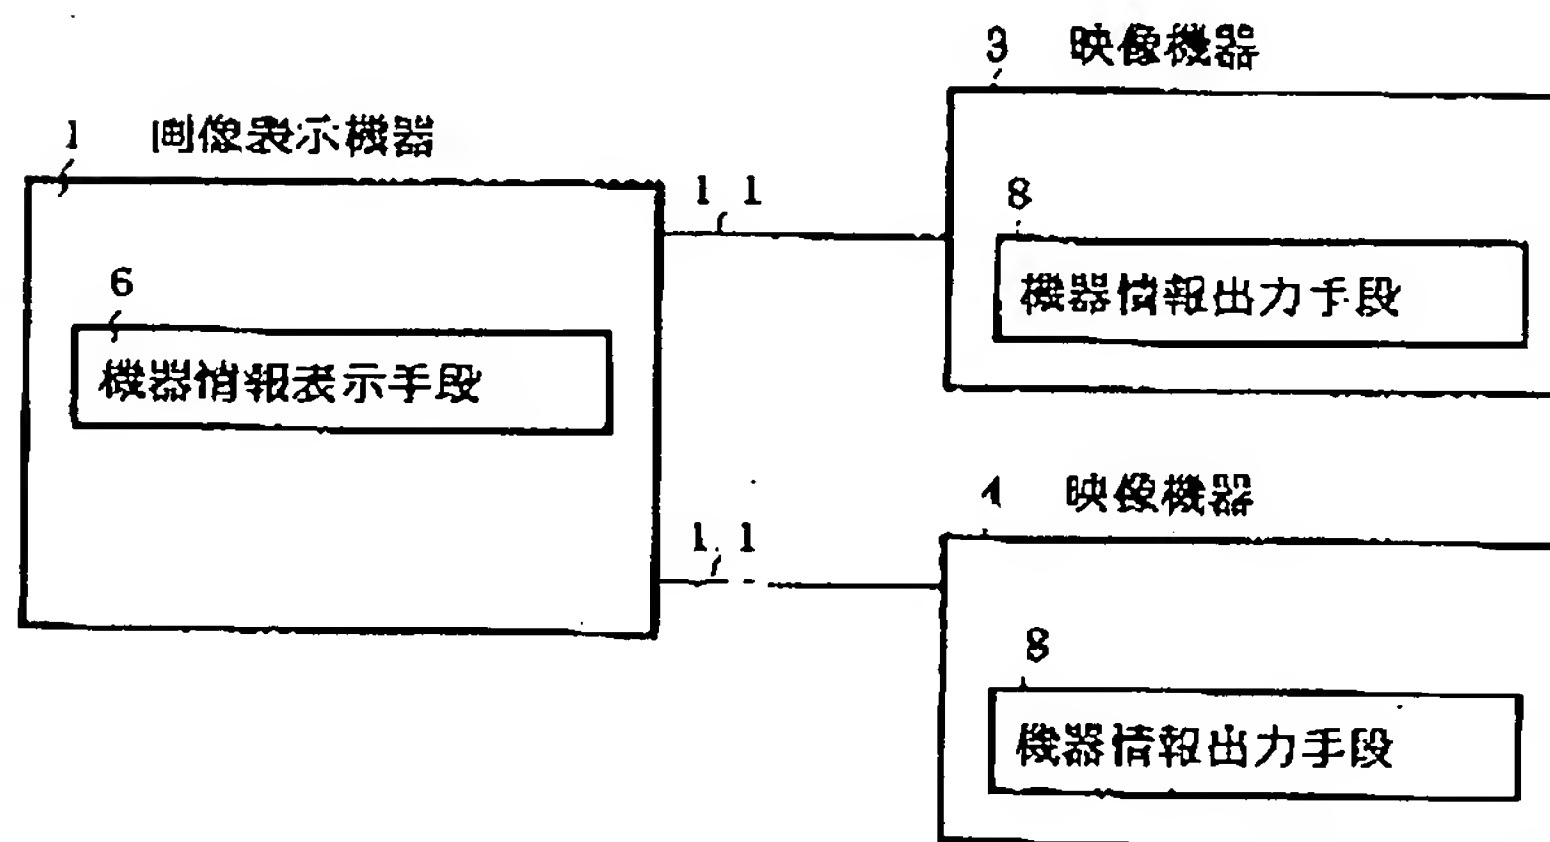 3 映像機器
1 画像表示機器
1 1
8
機器情報出力手段
6
機器情報表示手段
4 映像機器
1 1
8
機器情報出力手段